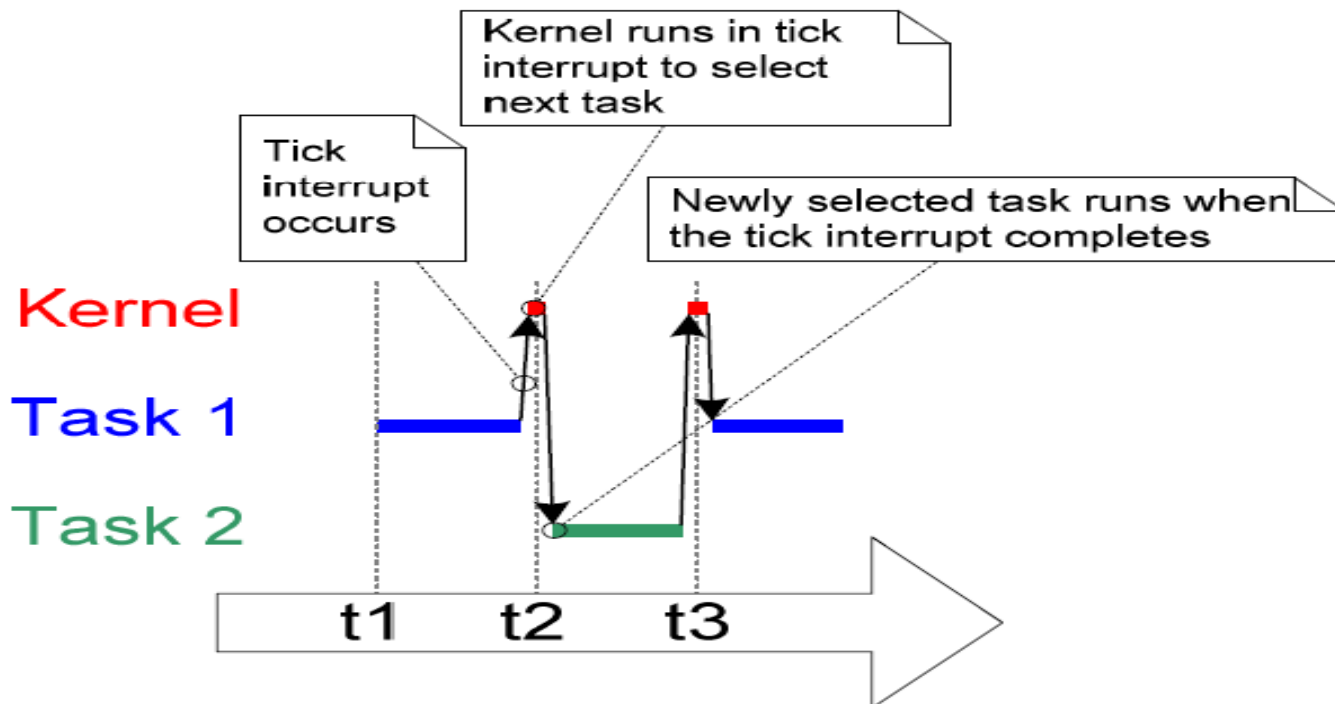 Kernel runs in tick
interrupt to select
next task
Tick
interrupt
occurs
Newly selected task runs when
the tick interrupt completes
Kernel
Task 1
Task 2
t1 t2 t3